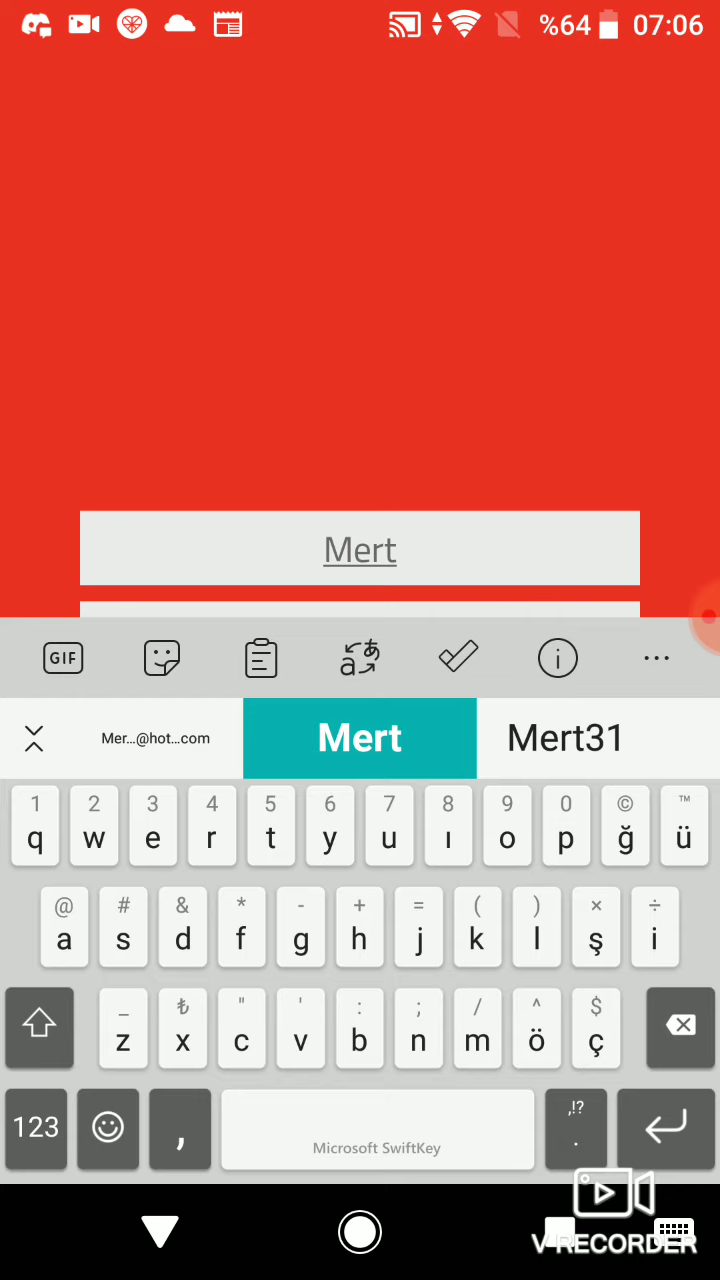 %64 07:06
Mert
GIF
Mer...@hot...com Mert Mert31
1 2 3 4 5 6 7 8 9 0 © ™
q w e r t y u ı o p ğ ü
@ # & * - + = ( ) × ÷
a s d f g h j k l ş i
_ ₺ " ' : ; / ^ $
z x c v b n m ö ç
123 , Microsoft SwiftKey ,!? .
V RECORDER